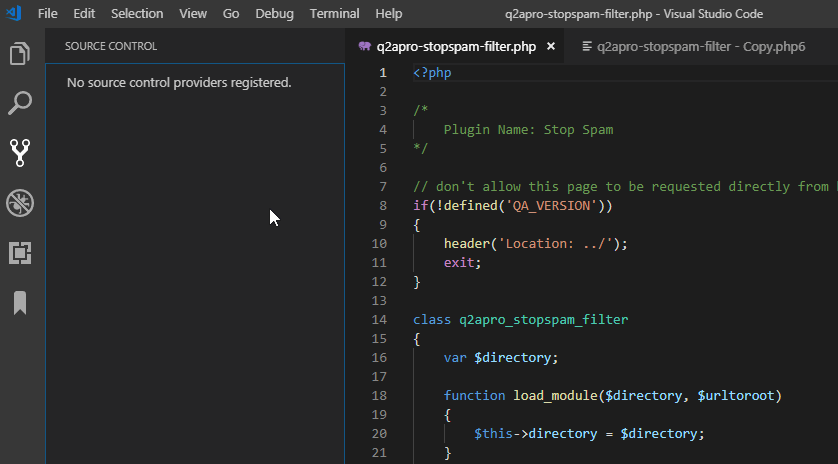 File Edit Selection View Go Debug Terminal Help q2apro-stopspam-filter.php - Visual Studio Code
SOURCE CONTROL
No source control providers registered.
q2apro-stopspam-filter.php × q2apro-stopspam-filter - Copy.php6
1 <?php
2
3 /*
4 Plugin Name: Stop Spam
5 */
6
7 // don't allow this page to be requested directly from
8 if(!defined('QA_VERSION'))
9 {
10 header('Location: ../');
11 exit;
12 }
13
14 class q2apro_stopspam_filter
15 {
16 var $directory;
17
18 function load_module($directory, $urltoroot)
19 {
20 $this->directory = $directory;
21 }